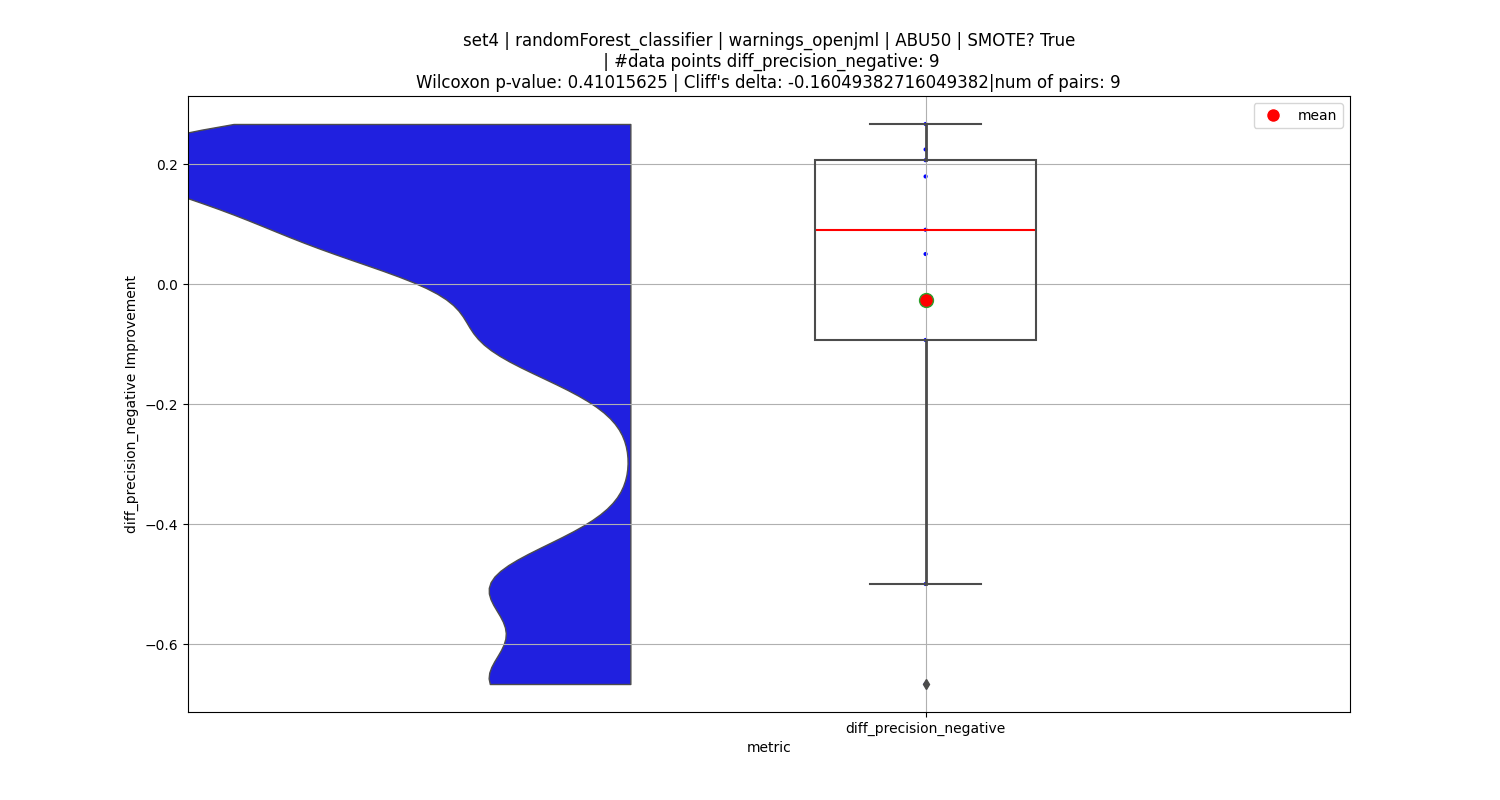 set4 | randomForest_classifier | warnings_openjml | ABU50 | SMOTE? True
| #data points diff_precision_negative: 9
Wilcoxon p-value: 0.41015625 | Cliff's delta: -0.16049382716049382|num of pairs: 9
mean
0.2
0.0
−0.2
−0.4
−0.6
diff_precision_negative Improvement
diff_precision_negative
metric